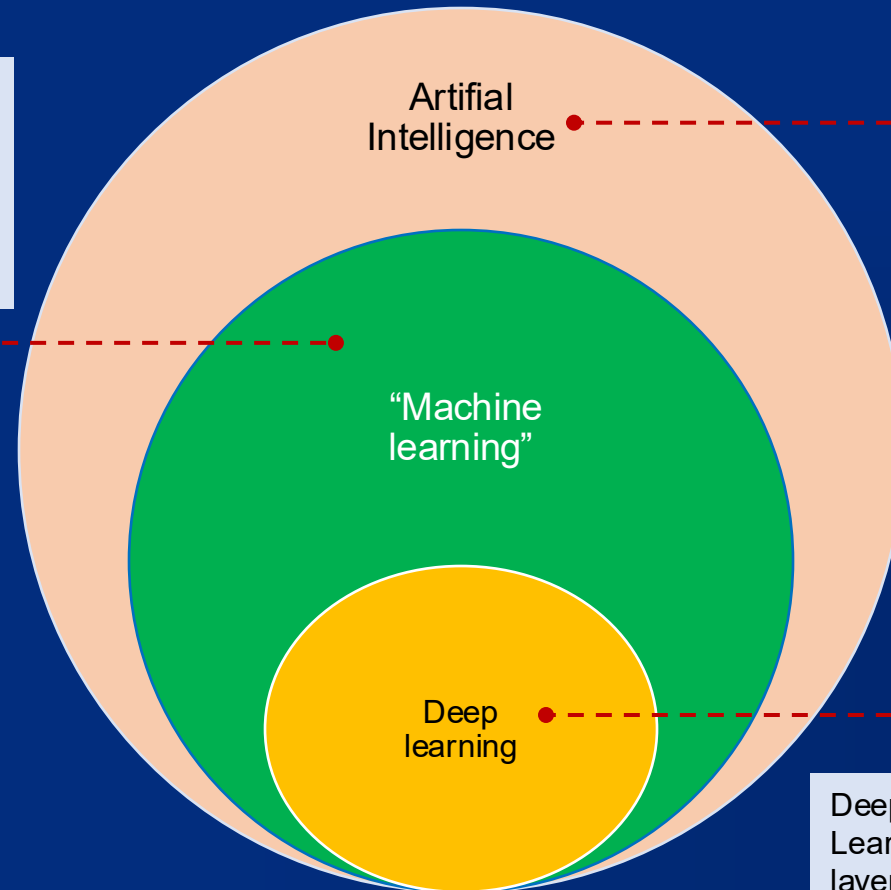 Artifial
Intelligence
“Machine
learning”
Deep
learning